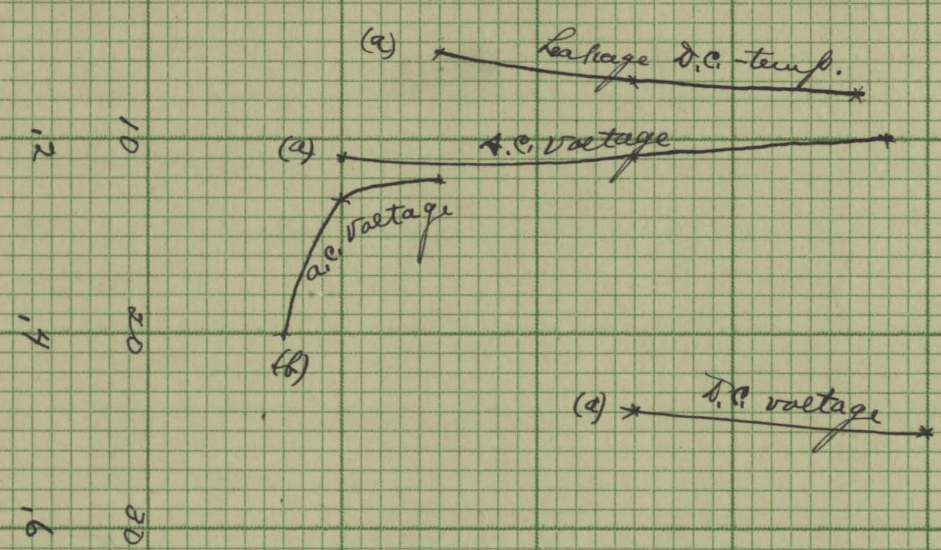 (a) Leakage D.C.-temp.
(a) A.C. voltage
a.c. voltage
(b)
(a) D.C. voltage
.2 10
.4 20
.6 30